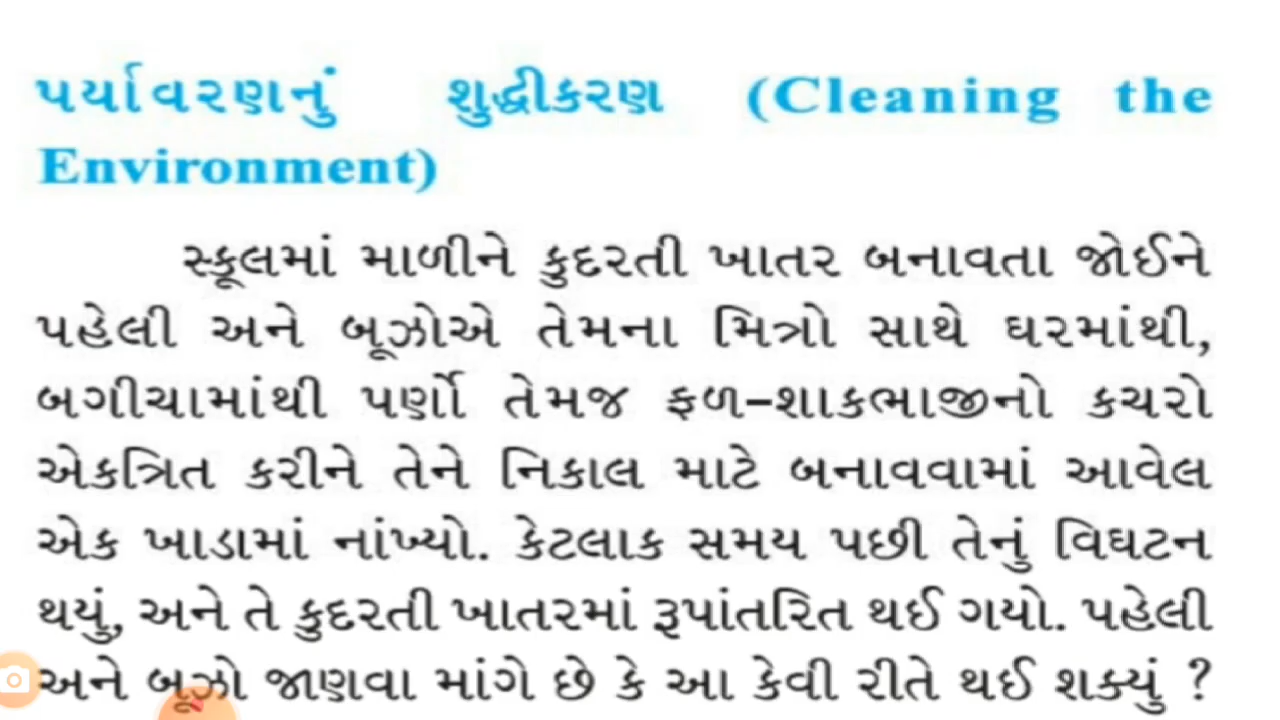 પર્યાવરણનું શુદ્ધીકરણ (Cleaning the
Environment)
સ્કૂલમાં માળીને કુદરતી ખાતર બનાવતા જોઈને
પહેલી અને બૂઝોએ તેમના મિત્રો સાથે ઘરમાંથી,
બગીચામાંથી પર્ણો તેમજ ફળ–શાકભાજીનો કચરો
એકત્રિત કરીને તેને નિકાલ માટે બનાવવામાં આવેલ
એક ખાડામાં નાંખ્યો. કેટલાક સમય પછી તેનું વિઘટન
થયું, અને તે કુદરતી ખાતરમાં રૂપાંતરિત થઈ ગયો. પહેલી
અને બૂઝો જાણવા માંગે છે કે આ કેવી રીતે થઈ શક્યું ?